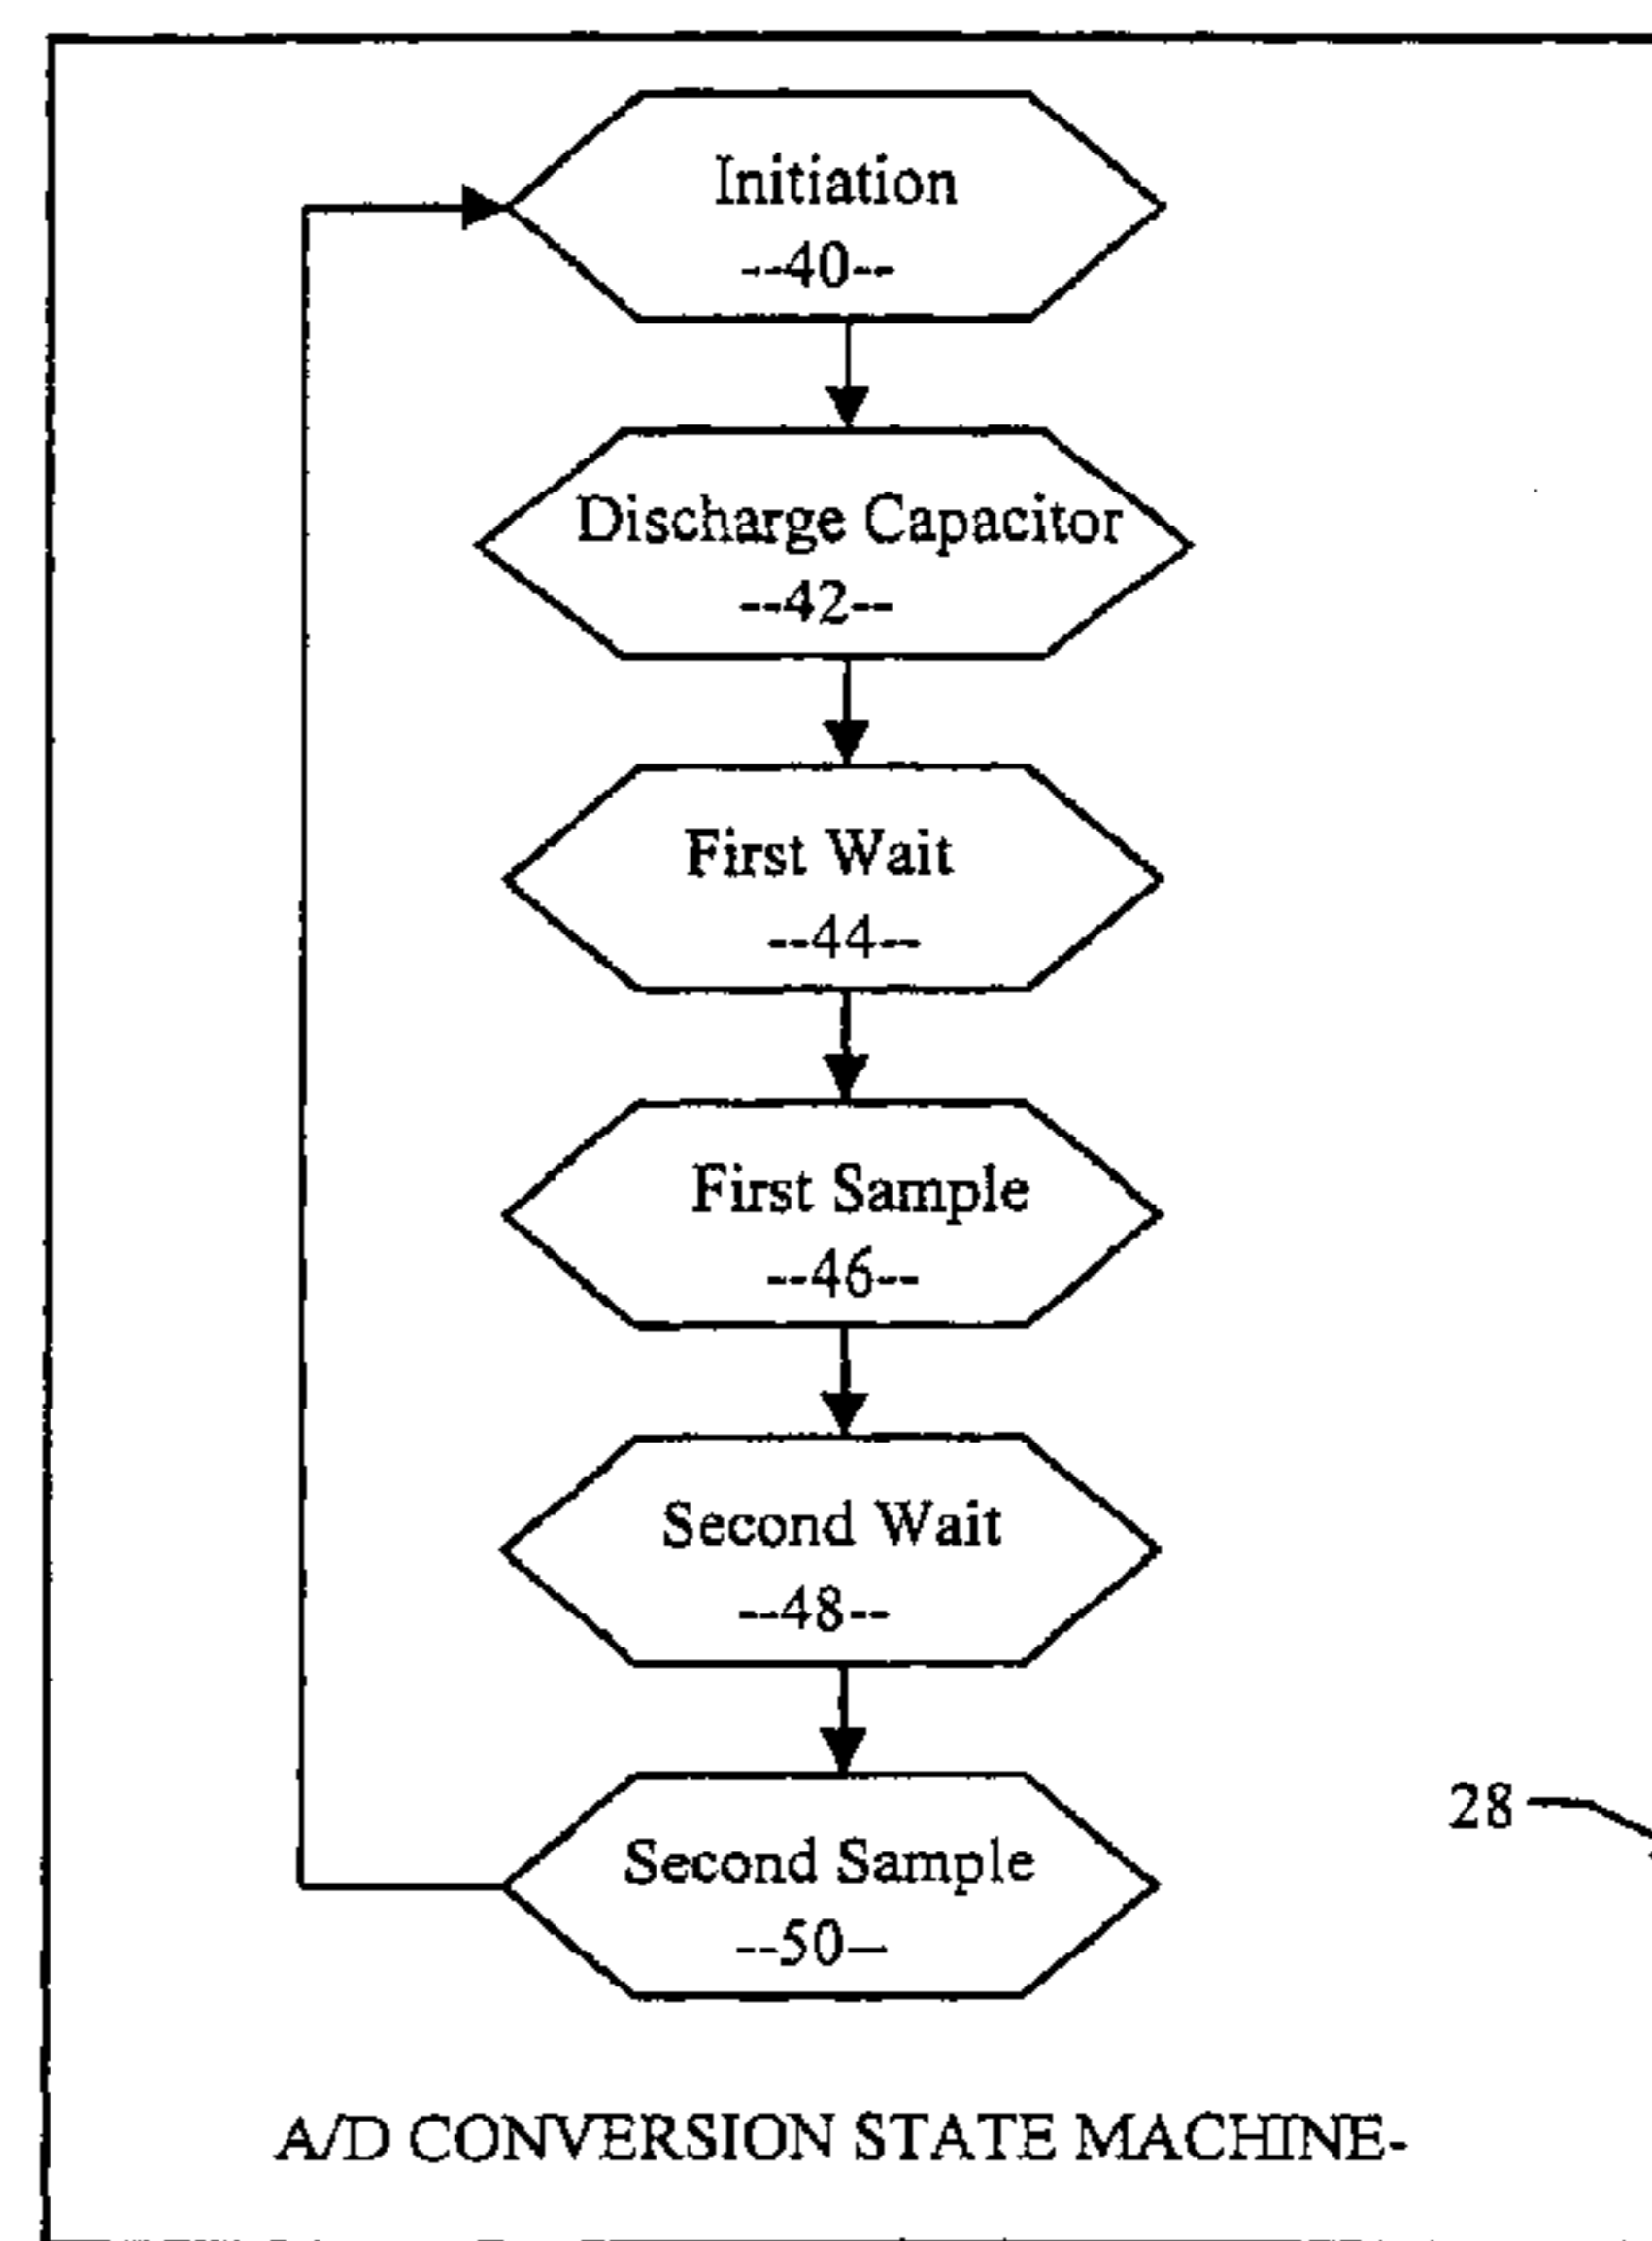 Initiation
--40--
Discharge Capacitor
--42--
First Wait
--44--
First Sample
--46--
Second Wait
--48--
Second Sample
--50--
28
A/D CONVERSION STATE MACHINE-